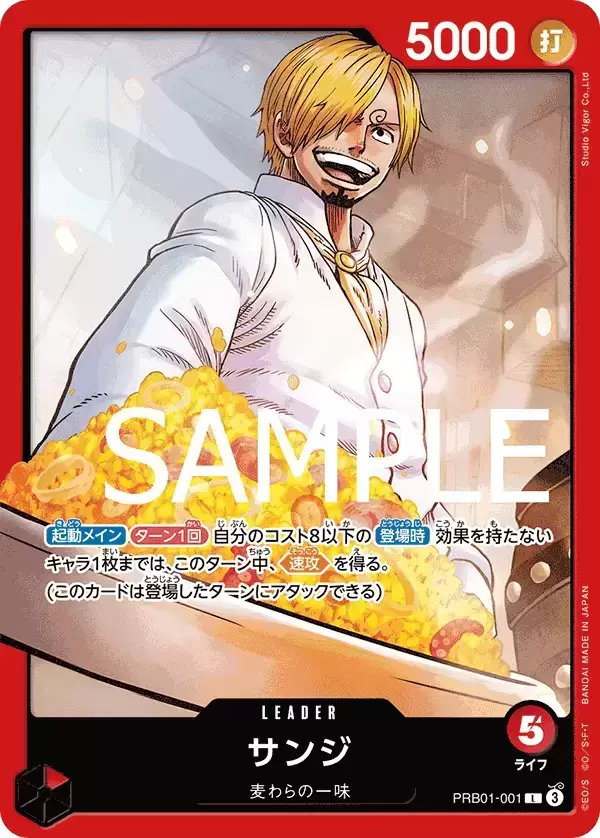 5000 打
Studio Vigor Co.,Ltd
SAMPLE
起動メイン ターン1回 自分のコスト8以下の 登場時 効果を持たない
キャラ1枚までは、このターン中、速攻 を得る。
(このカードは登場したターンにアタックできる)
©E/S ©O/S・F・T BANDAI MADE IN JAPAN
LEADER
サンジ
5
ライフ
麦わらの一味
PRB01-001 L 3